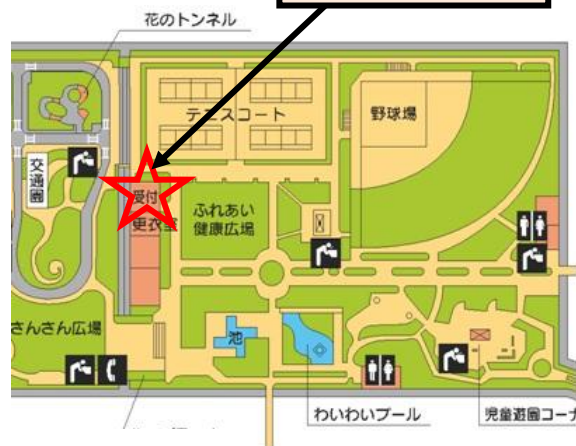 花のトンネル
テニスコート
野球場
交通園
受付
更衣室
ふれあい
健康広場
さんさん広場
池
わいわいプール
児童遊園コーナ